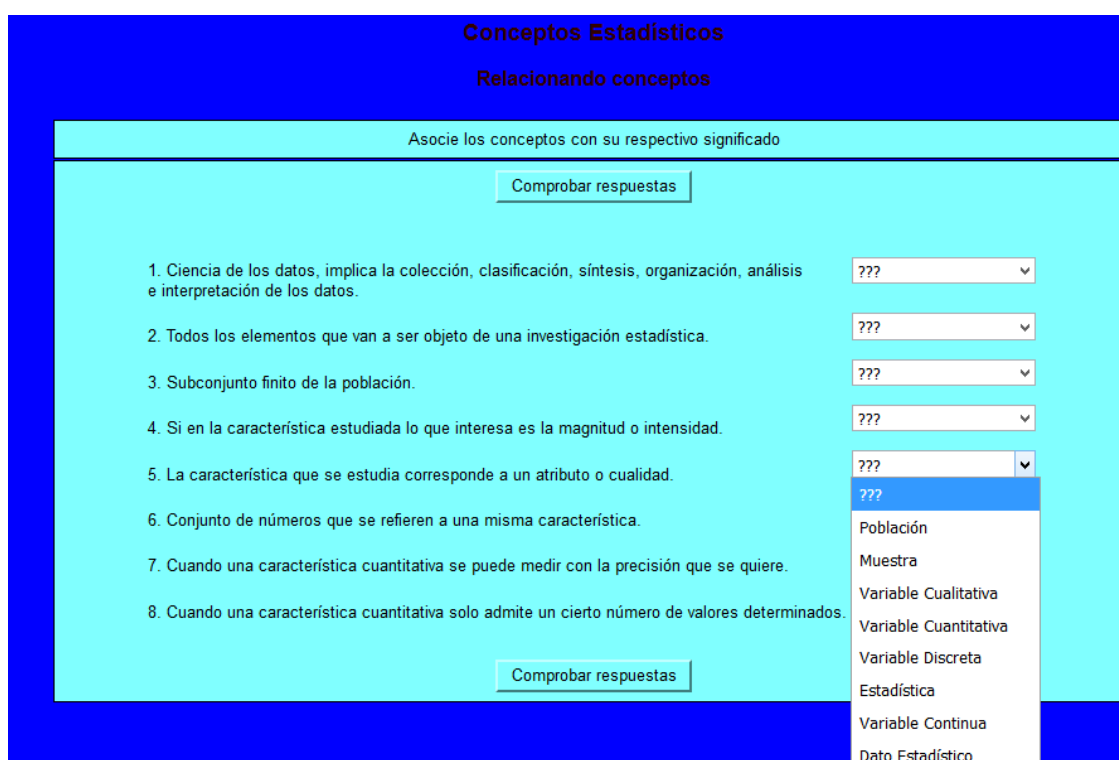 Conceptos Estadísticos
Relacionando conceptos
Asocie los conceptos con su respectivo significado
Comprobar respuestas
1. Ciencia de los datos, implica la colección, clasificación, síntesis, organización, análisis
e interpretación de los datos.
???
2. Todos los elementos que van a ser objeto de una investigación estadística.
???
3. Subconjunto finito de la población.
???
4. Si en la característica estudiada lo que interesa es la magnitud o intensidad.
???
5. La característica que se estudia corresponde a un atributo o cualidad.
???
6. Conjunto de números que se refieren a una misma característica.
7. Cuando una característica cuantitativa se puede medir con la precisión que se quiere.
8. Cuando una característica cuantitativa solo admite un cierto número de valores determinados.
???
Población
Muestra
Variable Cualitativa
Variable Cuantitativa
Variable Discreta
Estadística
Variable Continua
Dato Estadístico
Comprobar respuestas